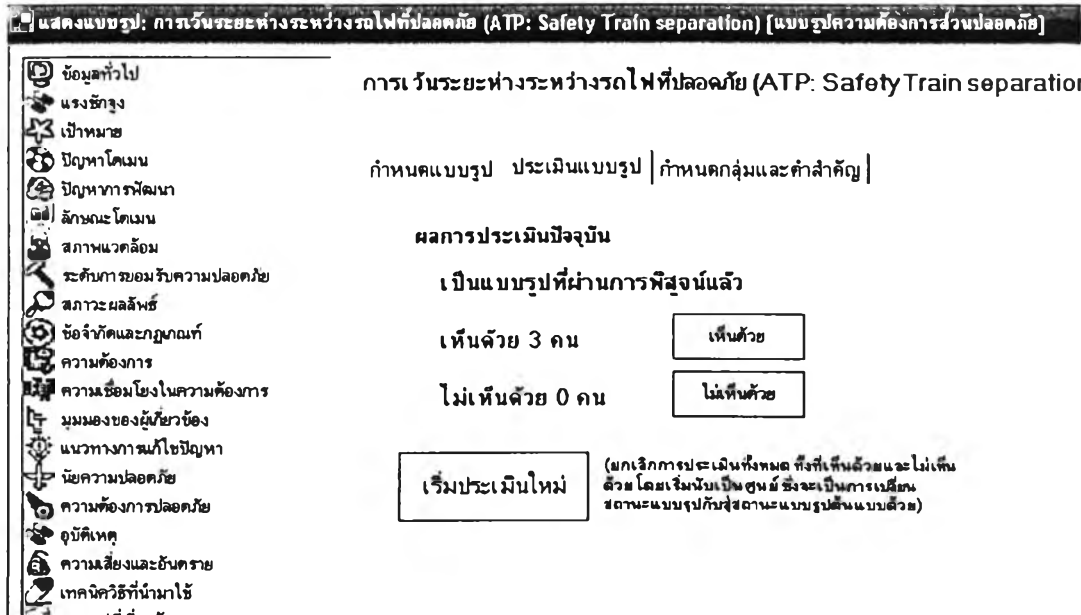 แสดงแบบรูป: การเว้นระยะห่างระหว่างรถไฟที่ปลอดภัย (ATP: Safety Train separation) [แบบรูปความต้องการส่วนปลอดภัย]
ข้อมูลทั่วไป
แรงชักจูง
เป้าหมาย
ปัญหาโดเมน
ปัญหาการพัฒนา
ลักษณะโดเมน
สภาพแวดล้อม
ระดับการยอมรับความปลอดภัย
สภาวะผลลัพธ์
ข้อจำกัดและกฎเกณฑ์
ความต้องการ
ความเชื่อมโยงในความต้องการ
มุมมองของผู้เกี่ยวข้อง
แนวทางการแก้ไขปัญหา
นัยความปลอดภัย
ความต้องการปลอดภัย
อุบัติเหตุ
ความเสี่ยงและอันตราย
เทคนิควิธีที่นำมาใช้
การเว้นระยะห่างระหว่างรถไฟที่ปลอดภัย (ATP: Safety Train separation
กำหนดแบบรูป ประเมินแบบรูป กำหนดกลุ่มและคำสำคัญ
ผลการประเมินปัจจุบัน
เป็นแบบรูปที่ผ่านการพิสูจน์แล้ว
เห็นด้วย 3 คน เห็นด้วย
ไม่เห็นด้วย 0 คน ไม่เห็นด้วย
เริ่มประเมินใหม่
(ยกเลิกการประเมินทั้งหมด ทั้งที่เห็นด้วยและไม่เห็น
ด้วย โดยเริ่มนับเป็นศูนย์ ซึ่งจะเป็นการเปลี่ยน
สถานะแบบรูปกับสู่สถานะแบบรูปต้นแบบด้วย)